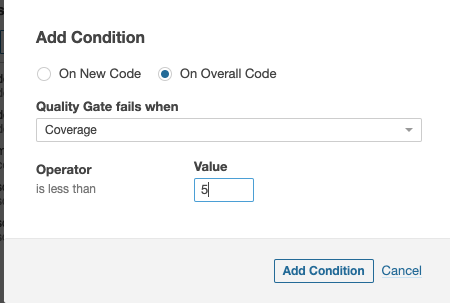 Add Condition
On New Code On Overall Code
Quality Gate fails when
Coverage
Operator Value
is less than 5
Add Condition Cancel